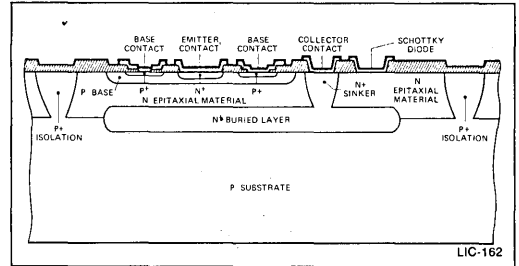 BASE CONTACT
EMITTER CONTACT
BASE CONTACT
COLLECTOR CONTACT
SCHOTTKY DIODE
P BASE
P+
N+
P+
N EPITAXIAL MATERIAL
N+ SINKER
N EPITAXIAL MATERIAL
P+ ISOLATION
P+ ISOLATION
BURIED LAYER
P SUBSTRATE
LIC-162